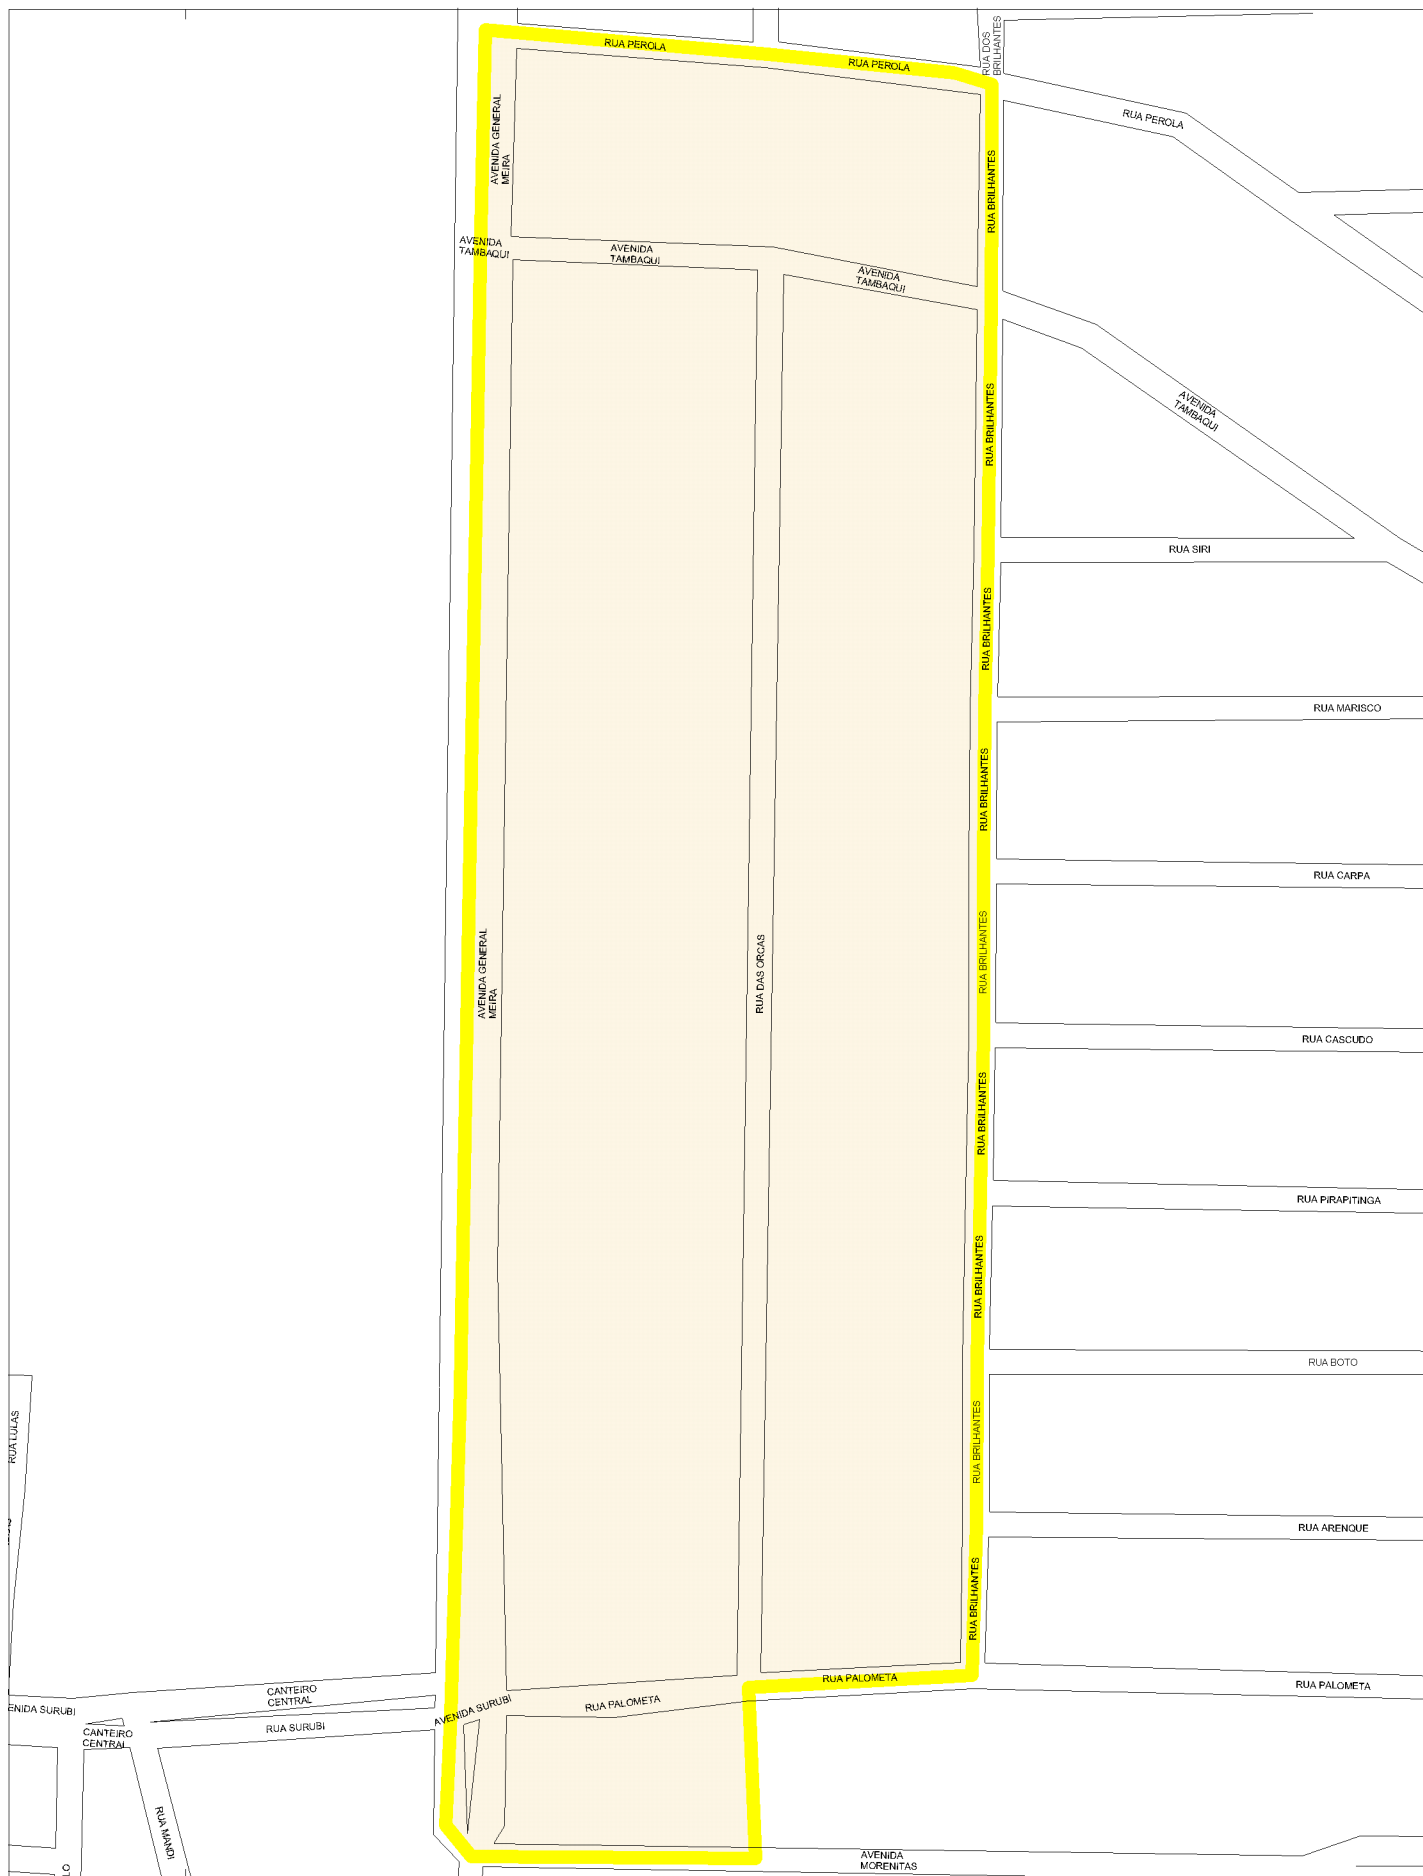 RUA PEROLA
RUA PEROLA
RUA DOS
BRILHANTES
RUA PEROLA
AVENIDA GENERAL
MEIRA
RUA BRILHANTES
AVENIDA
TAMBAQUI
AVENIDA
TAMBAQUI
AVENIDA
TAMBAQUI
RUA BRILHANTES
AVENIDA
TAMBAQUI
RUA SIRI
RUA BRILHANTES
RUA MARISCO
RUA BRILHANTES
RUA CARPA
AVENIDA GENERAL
MEIRA
RUA DAS ORCAS
RUA BRILHANTES
RUA CASCUDO
RUA BRILHANTES
RUA PIRAPITINGA
RUA BRILHANTES
RUA BOTO
RUA LULAS
RUA BRILHANTES
RUA ARENQUE
RUA BRILHANTES
RUA PALOMETA
RUA PALOMETA
CANTEIRO
CENTRAL
ENIDA SURUBI
AVENIDA SURUBI
RUA PALOMETA
RUA SURUBI
CANTEIRO
CENTRAL
RUA MANDI
LO
AVENIDA
MORENITAS